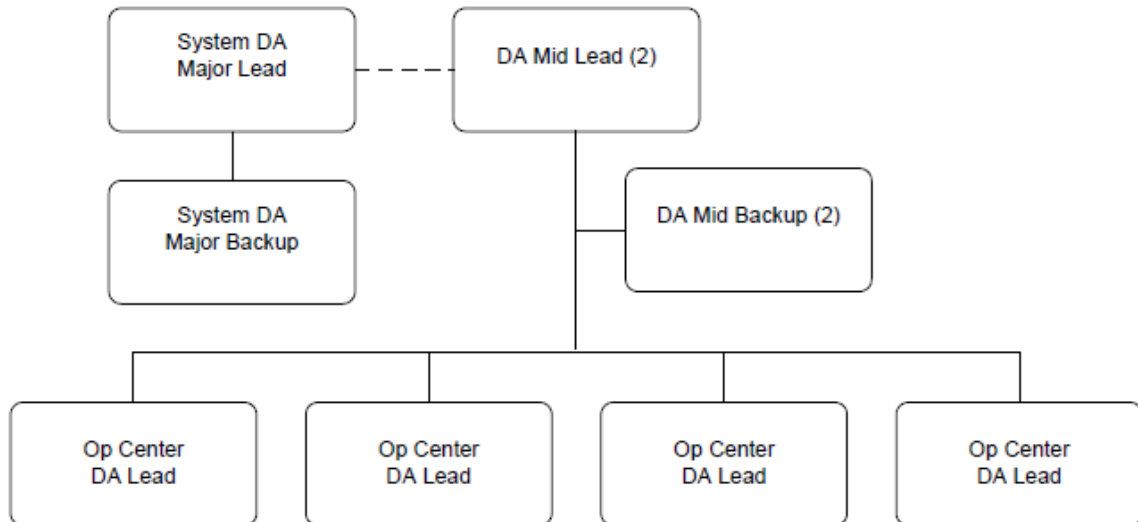 System DA
Major Lead
DA Mid Lead (2)
System DA
Major Backup
DA Mid Backup (2)
Op Center
DA Lead
Op Center
DA Lead
Op Center
DA Lead
Op Center
DA Lead